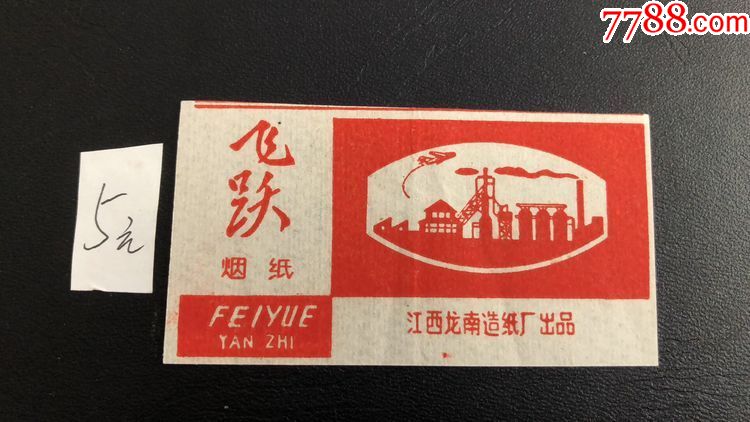 7788.com
5元
飞
跃
烟纸
FEIYUE
YAN ZHI
江西龙南造纸厂出品